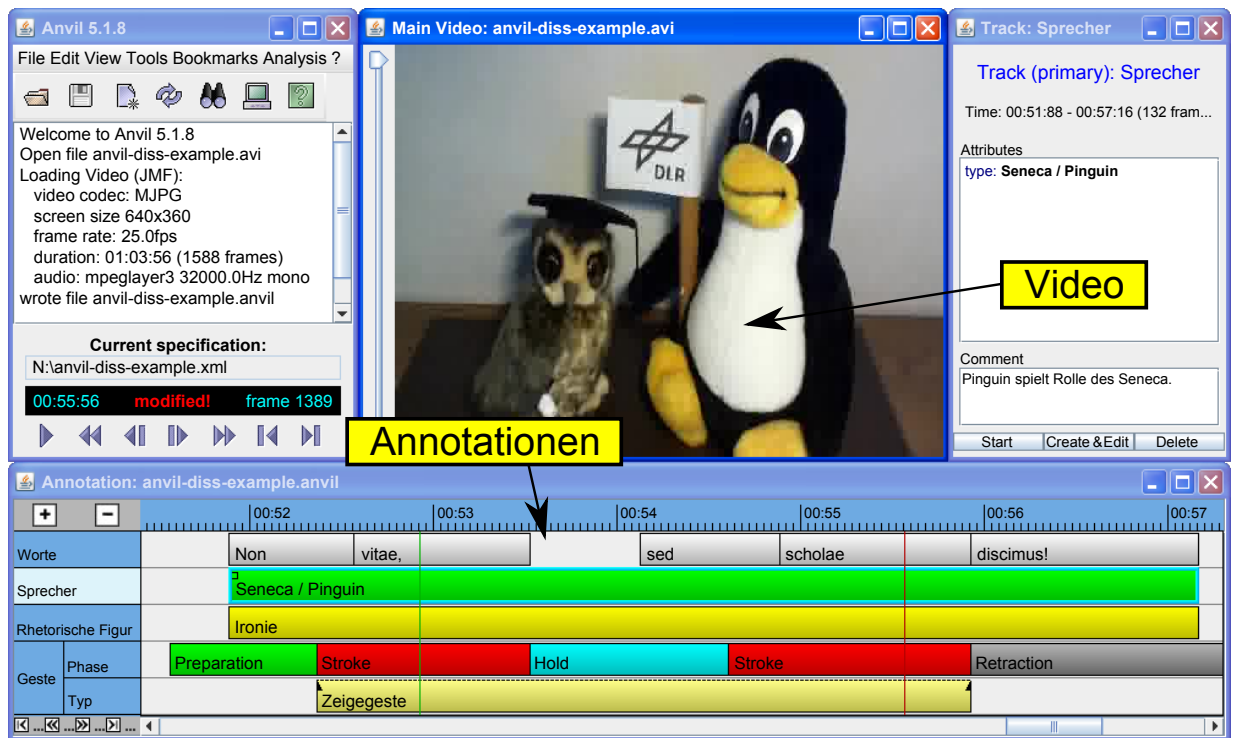 Anvil 5.1.8
File Edit View Tools Bookmarks Analysis ?
Welcome to Anvil 5.1.8
Open file anvil-diss-example.avi
Loading Video (JMF):
video codec: MJPG
screen size 640x360
frame rate: 25.0fps
duration: 01:03:56 (1588 frames)
audio: mpeglayer3 32000.0Hz mono
wrote file anvil-diss-example.anvil
Current specification:
N:\anvil-diss-example.xml
00:55:56 modified! frame 1389
Main Video: anvil-diss-example.avi
DLR
Track: Sprecher
Track (primary): Sprecher
Time: 00:51:88 - 00:57:16 (132 fram...
Attributes
type: Seneca / Pinguin
Video
Comment
Pinguin spielt Rolle des Seneca.
Start Create & Edit Delete
Annotationen
Annotation: anvil-diss-example.anvil
+ - 00:52 00:53 00:54 00:55 00:56 00:57
Worte Non vitae, sed scholae discimus!
Sprecher Seneca / Pinguin
Rhetorische Figur Ironie
Geste
Phase Preparation Stroke Hold Stroke Retraction
Typ Zeigegeste